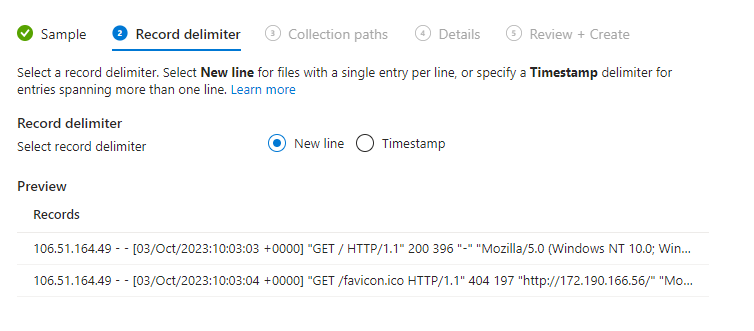 Sample 2 Record delimiter 3 Collection paths 4 Details 5 Review + Create
Select a record delimiter. Select New line for files with a single entry per line, or specify a Timestamp delimiter for
entries spanning more than one line. Learn more
Record delimiter
Select record delimiter New line Timestamp
Preview
Records
106.51.164.49 - - [03/Oct/2023:10:03:03 +0000] "GET / HTTP/1.1" 200 396 "-" "Mozilla/5.0 (Windows NT 10.0; Win...
106.51.164.49 - - [03/Oct/2023:10:03:04 +0000] "GET /favicon.ico HTTP/1.1" 404 197 "http://172.190.166.56/" "Mo...